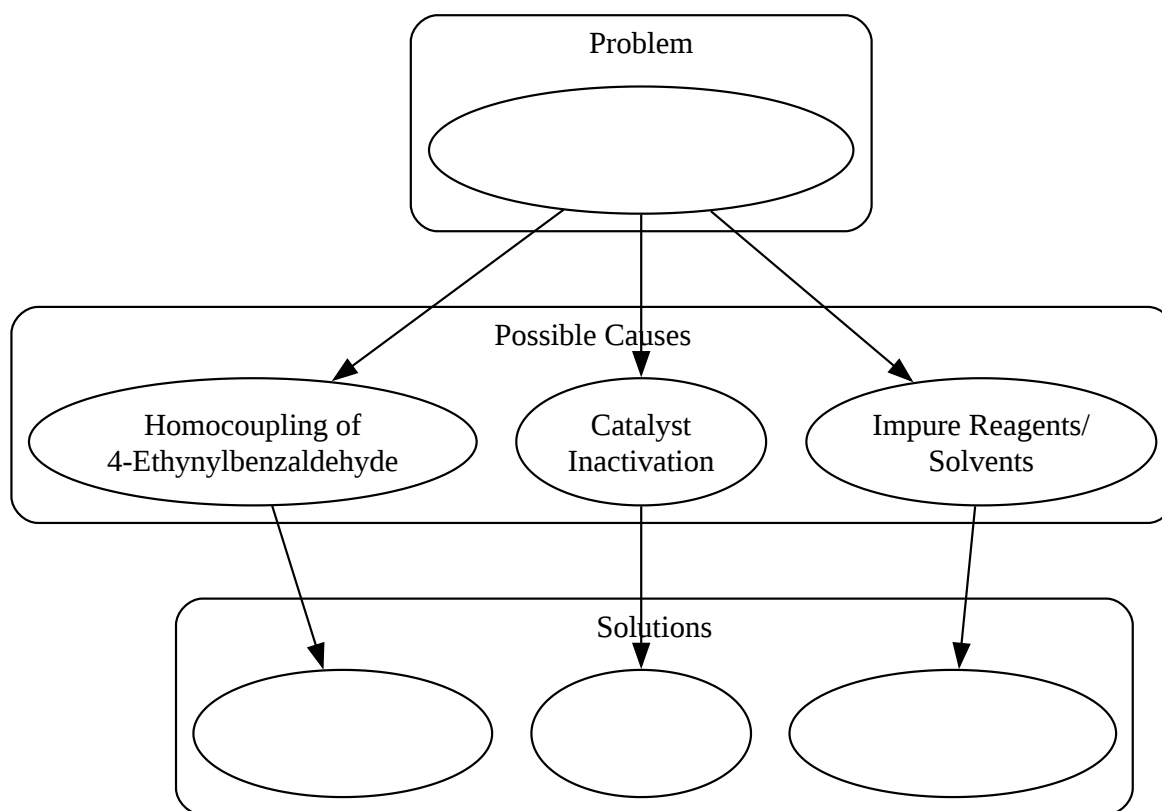 Problem
Possible Causes
Homocoupling of
4-Ethynylbenzaldehyde
Catalyst
Inactivation
Impure Reagents/
Solvents
Solutions